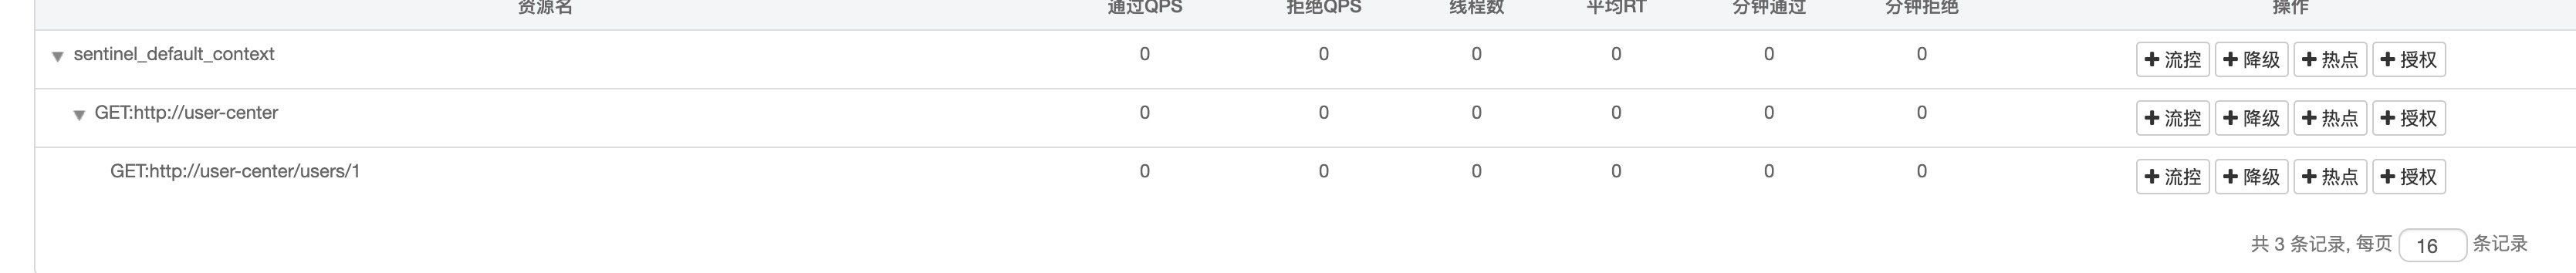 资源名 通过QPS 拒绝QPS 线程数 平均RT 分钟通过 分钟拒绝 操作
sentinel_default_context 0 0 0 0 0 0 流控 降级 热点 授权
GET:http://user-center 0 0 0 0 0 0 流控 降级 热点 授权
GET:http://user-center/users/1 0 0 0 0 0 0 流控 降级 热点 授权
共 3 条记录, 每页 16 条记录